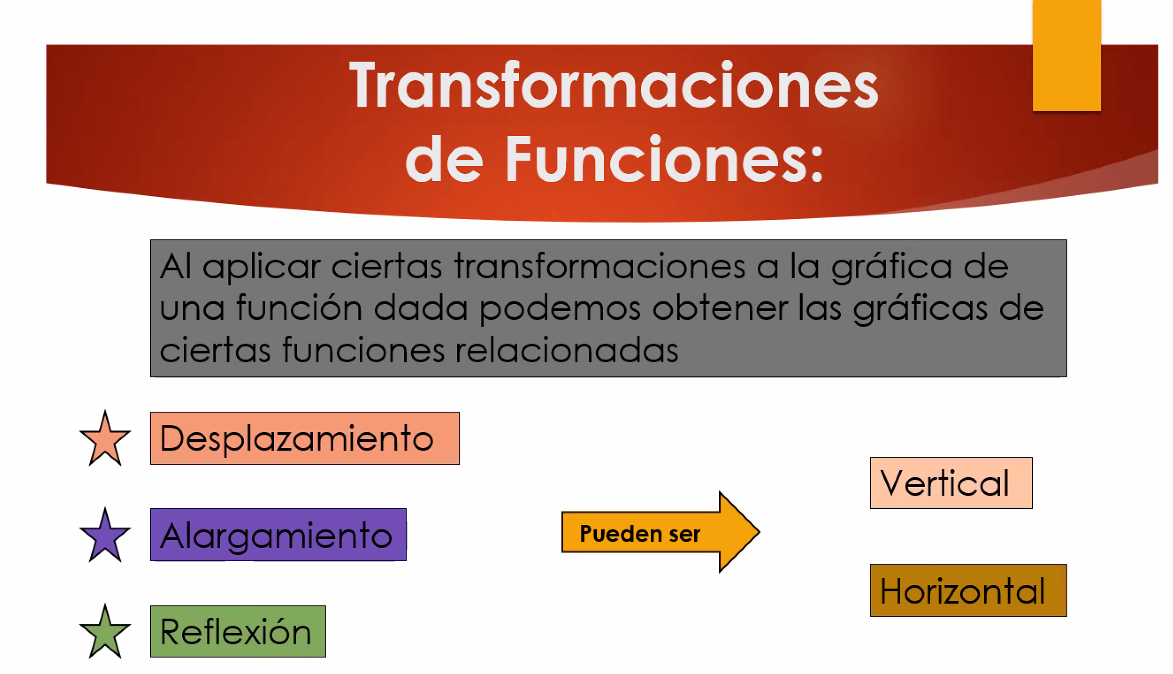 Transformaciones
de Funciones:
Al aplicar ciertas transformaciones a la gráfica de
una función dada podemos obtener las gráficas de
ciertas funciones relacionadas
Desplazamiento
Alargamiento
Reflexión
Pueden ser
Vertical
Horizontal